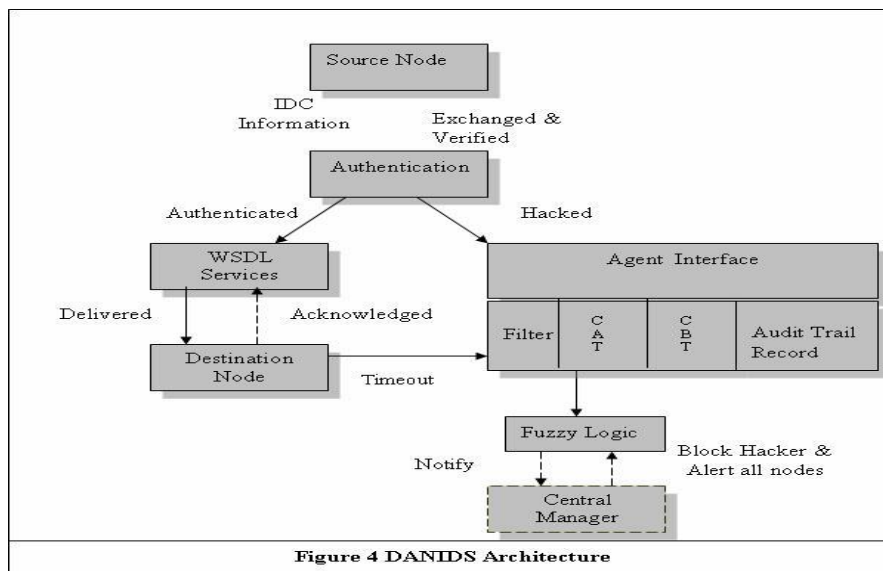 Source Node
IDC
Information
Exchanged &
Verified
Authentication
Authenticated
Hacked
WSDL
Services
Agent Interface
Delivered
Acknowledged
Filter
C
A
T
C
B
T
Audit Trail
Record
Destination
Node
Timeout
Fuzzy Logic
Notify
Block Hacker &
Alert all nodes
Central
Manager
Figure 4 DANIDS Architecture